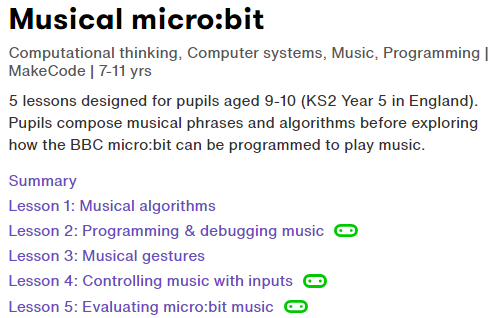 Musical micro:bit
Computational thinking, Computer systems, Music, Programming |
MakeCode | 7-11 yrs
5 lessons designed for pupils aged 9-10 (KS2 Year 5 in England).
Pupils compose musical phrases and algorithms before exploring
how the BBC micro:bit can be programmed to play music.
Summary
Lesson 1: Musical algorithms
Lesson 2: Programming & debugging music
Lesson 3: Musical gestures
Lesson 4: Controlling music with inputs
Lesson 5: Evaluating micro:bit music